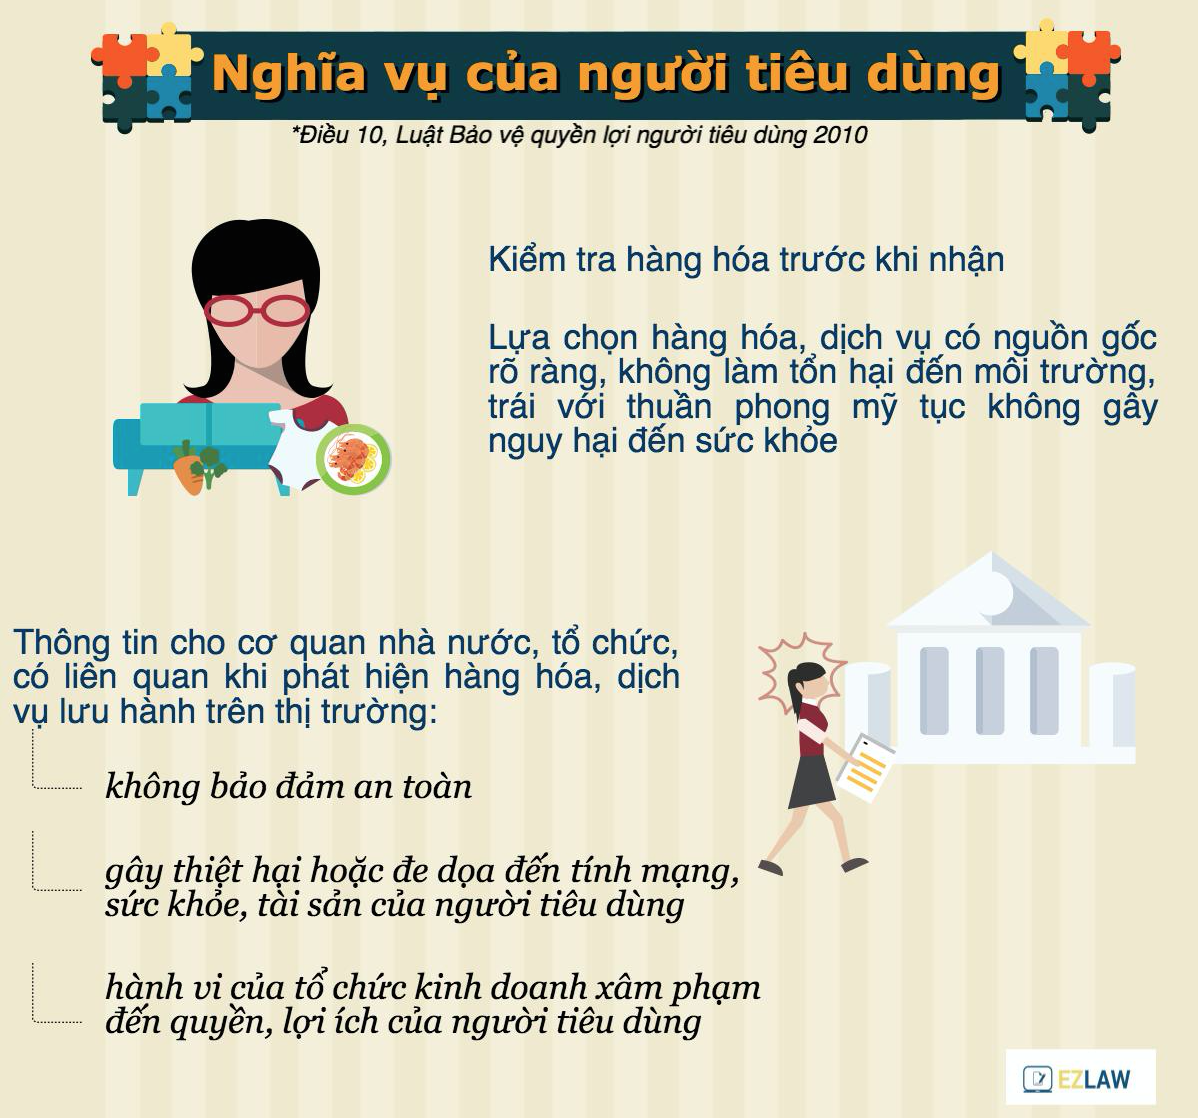 Nghĩa vụ của người tiêu dùng
*Điều 10, Luật Bảo vệ quyền lợi người tiêu dùng 2010
Kiểm tra hàng hóa trước khi nhận
Lựa chọn hàng hóa, dịch vụ có nguồn gốc
rõ ràng, không làm tổn hại đến môi trường,
trái với thuần phong mỹ tục không gây
nguy hại đến sức khỏe
Thông tin cho cơ quan nhà nước, tổ chức,
có liên quan khi phát hiện hàng hóa, dịch
vụ lưu hành trên thị trường:
không bảo đảm an toàn
gây thiệt hại hoặc đe dọa đến tính mạng,
sức khỏe, tài sản của người tiêu dùng
hành vi của tổ chức kinh doanh xâm phạm
đến quyền, lợi ích của người tiêu dùng
EZLAW